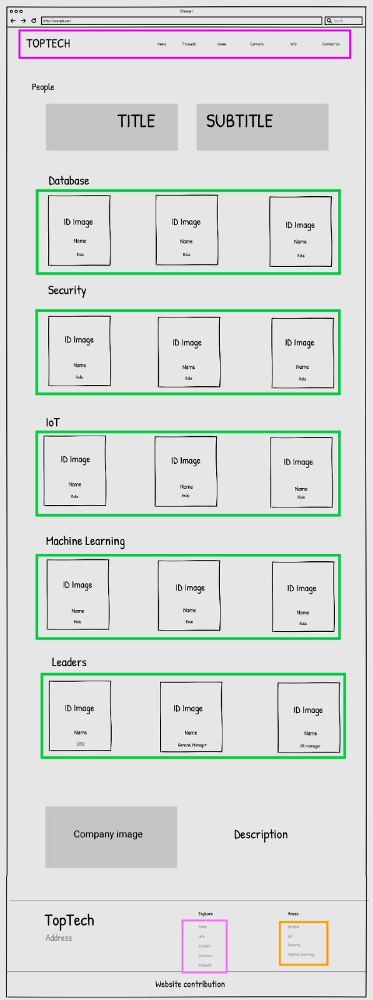 Browser
http://example.com
Search
TOPTECH
Home Products Areas Carriers Info Contact Us
People
TITLE SUBTITLE
Database
ID Image ID Image ID Image
Name Name Name
Role Role Role
Security
ID Image ID Image ID Image
Name Name Name
Role Role Role
IoT
ID Image ID Image ID Image
Name Name Name
Role Role Role
Machine Learning
ID Image ID Image ID Image
Name Name Name
Role Role Role
Leaders
ID Image ID Image ID Image
Name Name Name
CEO General Manager HR manager
Company image Description
TopTech
Address
Explore
Home
Info
Contact
Carriers
Products
Areas
IoT
Security
Machine Learning
Website contribution